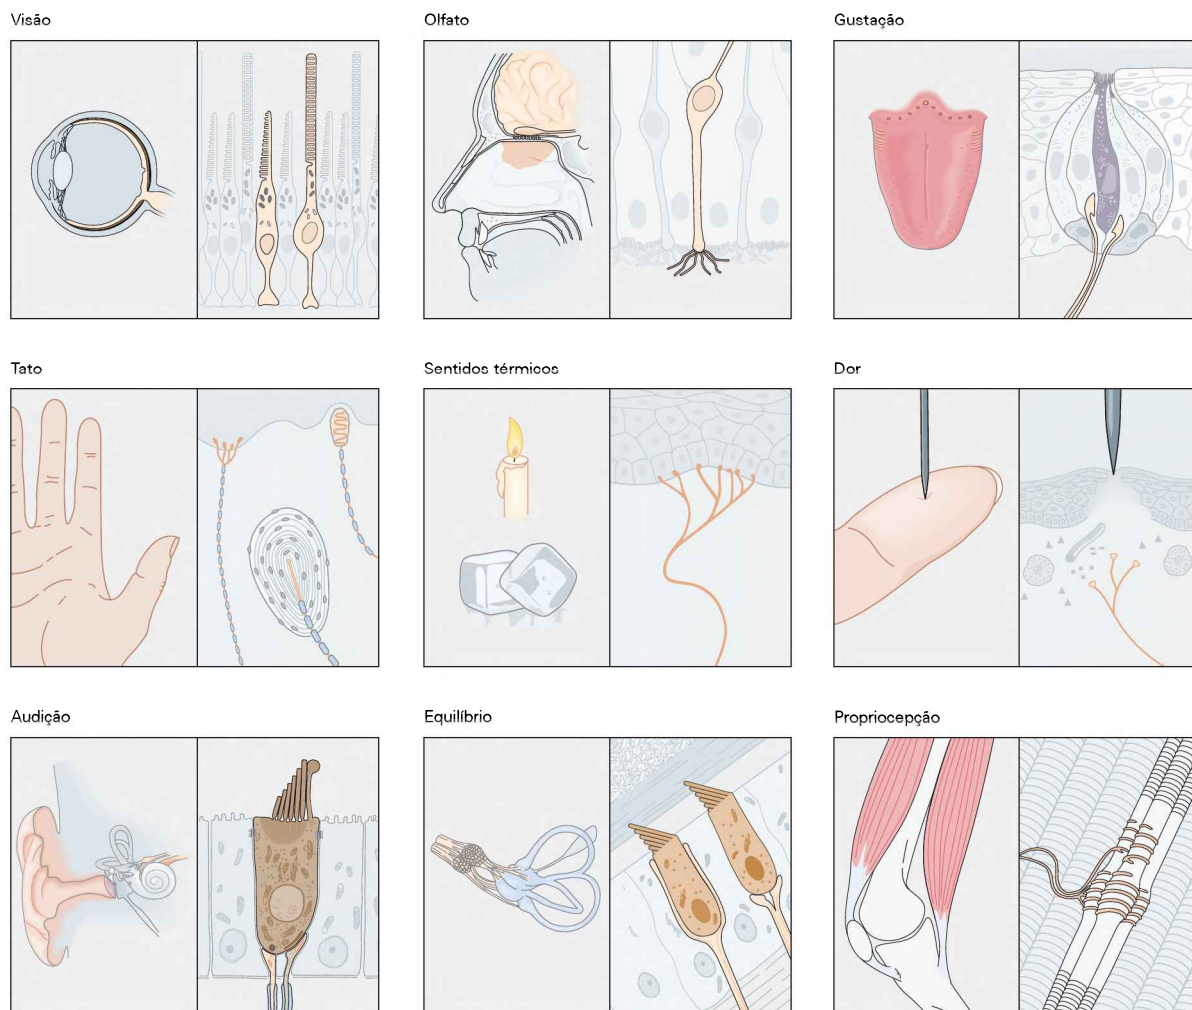 Visão
Olfato
Gustação
Tato
Sentidos térmicos
Dor
Audição
Equilíbrio
Propriocepção